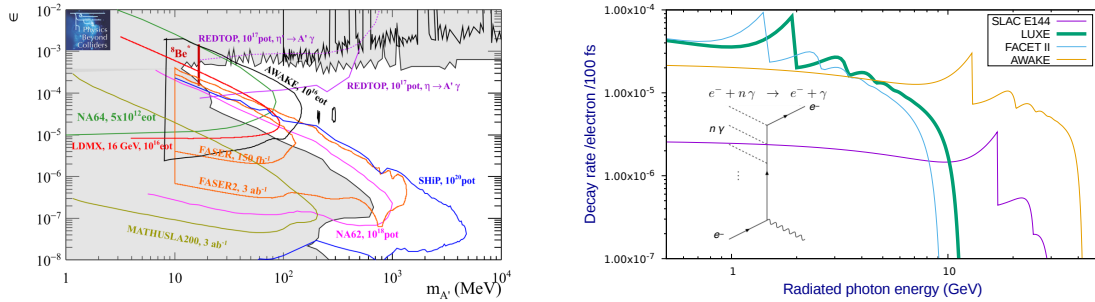 ϵ
Physics
Beyond
Colliders
10⁻²
10⁻³
10⁻⁴
10⁻⁵
10⁻⁶
10⁻⁷
10⁻⁸
REDTOP, 10¹⁷pot, η → A' γ
⁸Be*
REDTOP, 10¹⁷pot, η → A' γ
AWAKE, 10¹⁶eot
NA64, 5x10¹²eot
LDMX, 16 GeV, 10¹⁶eot
FASER, 150 fb⁻¹
SHiP, 10²⁰pot
FASER2, 3 ab⁻¹
NA62, 10¹⁸pot
MATHUSLA200, 3 ab⁻¹
1 10 10² 10³ 10⁴
m_A' (MeV)
Decay rate /electron /100 fs
1.00x10⁻⁴
1.00x10⁻⁵
1.00x10⁻⁶
1.00x10⁻⁷
SLAC E144
LUXE
FACET II
AWAKE
e⁻ + nγ → e⁻ + γ
e⁻
n γ
...
e⁻
1 10
Radiated photon energy (GeV)